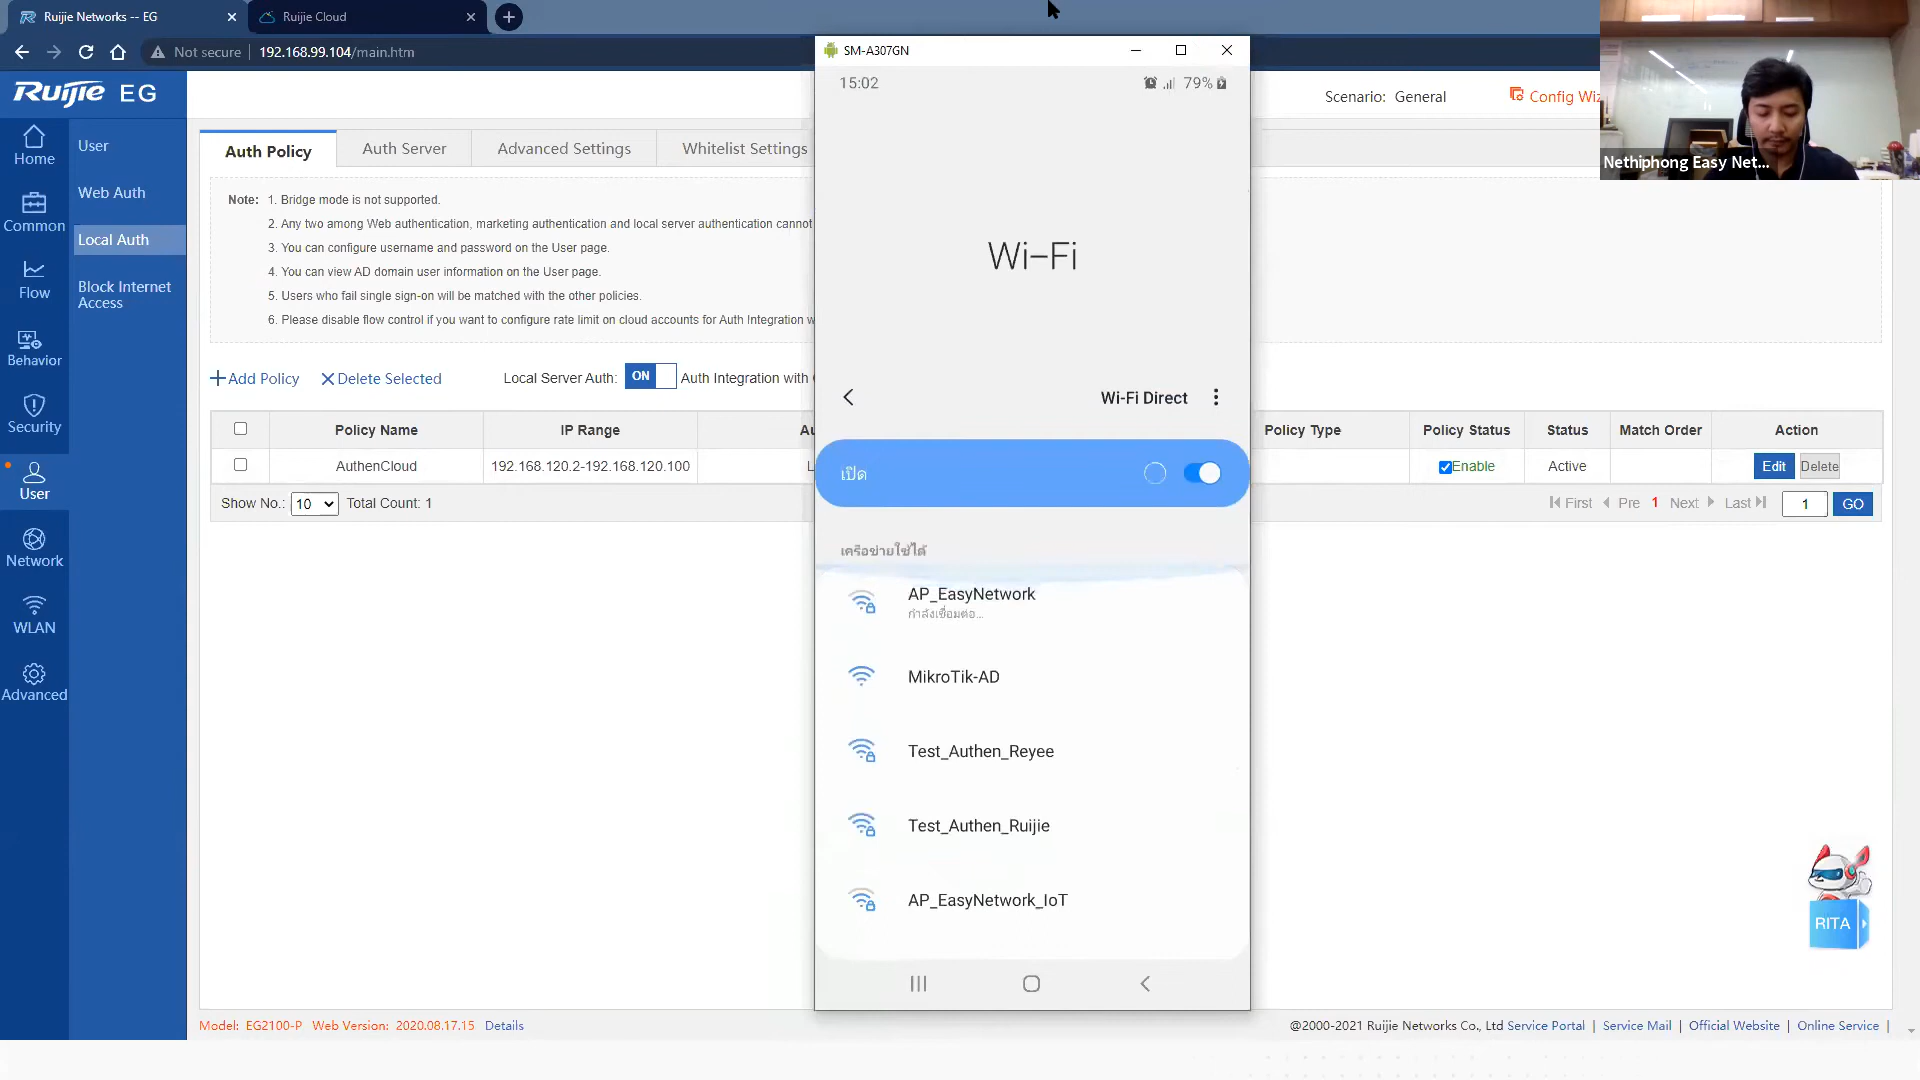 Ruijie Networks -- EG
Ruijie Cloud
Not secure
192.168.99.104/main.htm
SM-A307GN
15:02
79%
Ruijie EG
Scenario: General
Config Wiz
Nethiphong Easy Net...
Home
Common
Flow
Behavior
Security
User
Network
WLAN
Advanced
User
Web Auth
Local Auth
Block Internet
Access
Auth Policy
Auth Server
Advanced Settings
Whitelist Settings
Note: 1. Bridge mode is not supported.
2. Any two among Web authentication, marketing authentication and local server authentication cannot
3. You can configure username and password on the User page.
4. You can view AD domain user information on the User page.
5. Users who fail single sign-on will be matched with the other policies.
6. Please disable flow control if you want to configure rate limit on cloud accounts for Auth Integration w
Add Policy
Delete Selected
Local Server Auth: ON
Auth Integration with
Policy Name
IP Range
Policy Type
Policy Status
Status
Match Order
Action
AuthenCloud
192.168.120.2-192.168.120.100
Enable
Active
Edit
Delete
Show No.: 10 Total Count: 1
First Pre 1 Next Last 1 GO
Wi-Fi
Wi-Fi Direct
เปิด
เครือข่ายใช้ได้
AP_EasyNetwork
กำลังเชื่อมต่อ...
MikroTik-AD
Test_Authen_Reyee
Test_Authen_Ruijie
AP_EasyNetwork_IoT
RITA
Model: EG2100-P Web Version: 2020.08.17.15 Details
@2000-2021 Ruijie Networks Co., Ltd Service Portal | Service Mail | Official Website | Online Service |